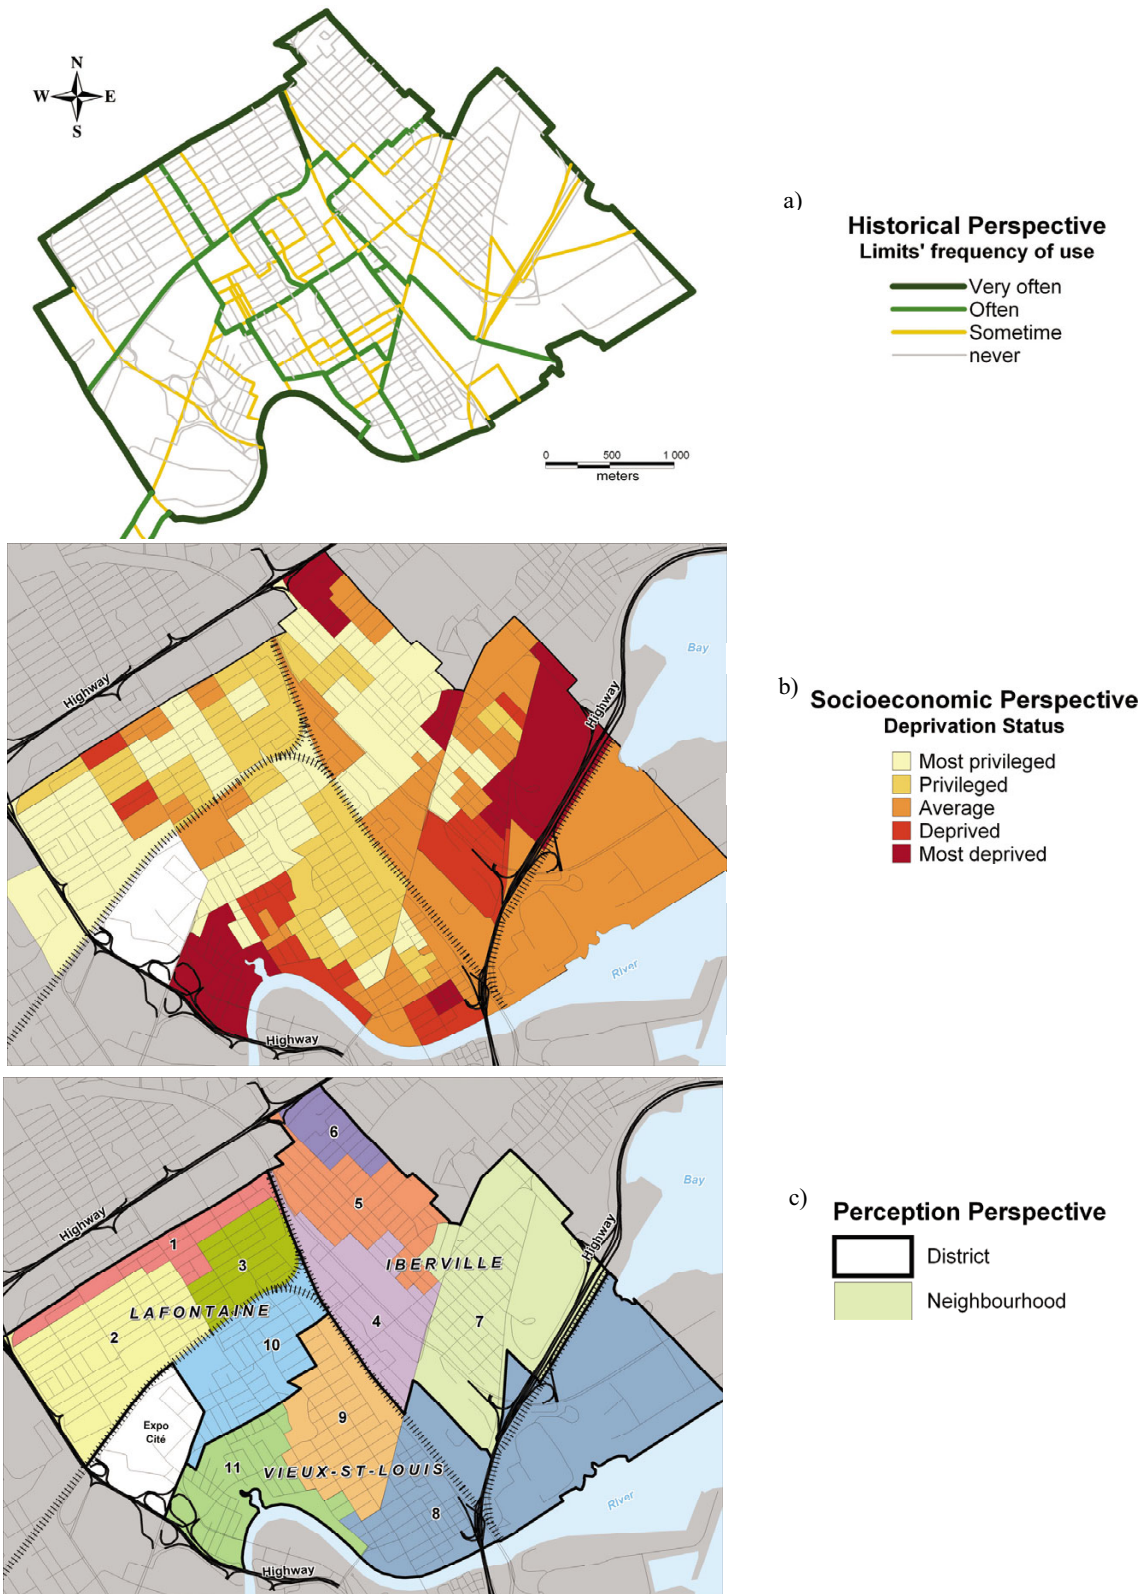 N
W E
S
a)
Historical Perspective
Limits' frequency of use
Very often
Often
Sometime
never
0 500 1 000
meters
Highway
Bay
Highway
River
Highway
b)
Socioeconomic Perspective
Deprivation Status
Most privileged
Privileged
Average
Deprived
Most deprived
6
5
Highway
Bay
1
Highway
3
IBERVILLE
LAFONTAINE
2
4
7
10
9
Expo
Cité
11
VIEUX-ST-LOUIS
8
River
Highway
c)
Perception Perspective
District
Neighbourhood